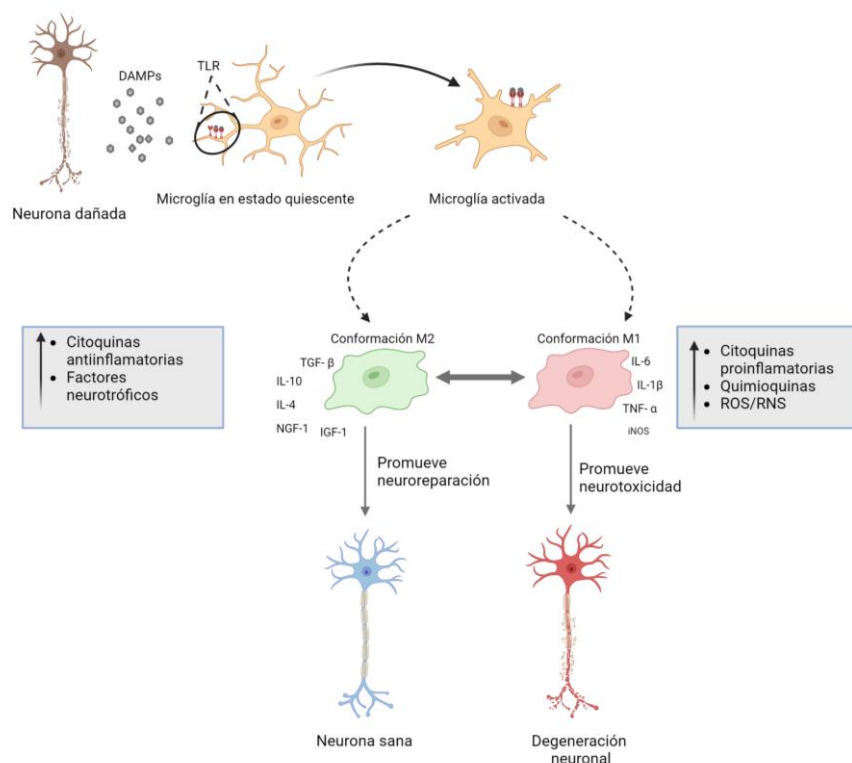 TLR
DAMPs
Neurona dañada
Microglía en estado quiescente
Microglía activada
• Citoquinas
antiinflamatorias
• Factores
neurotróficos
Conformación M2
TGF- β
IL-10
IL-4
NGF-1
IGF-1
Conformación M1
IL-6
IL-1β
TNF- α
iNOS
• Citoquinas
proinflamatorias
• Quimioquinas
• ROS/RNS
Promueve
neuroreparación
Promueve
neurotoxicidad
Neurona sana
Degeneración
neuronal